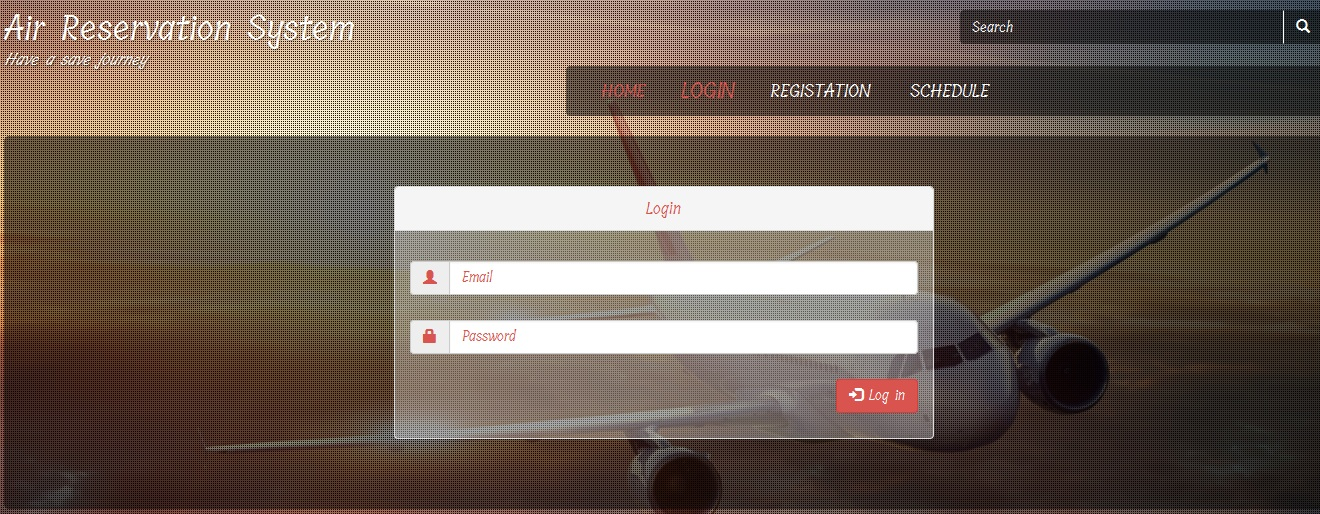 Air Reservation System
Have a save journey
Search
HOME LOGIN REGISTATION SCHEDULE
Login
Email
Password
Log in